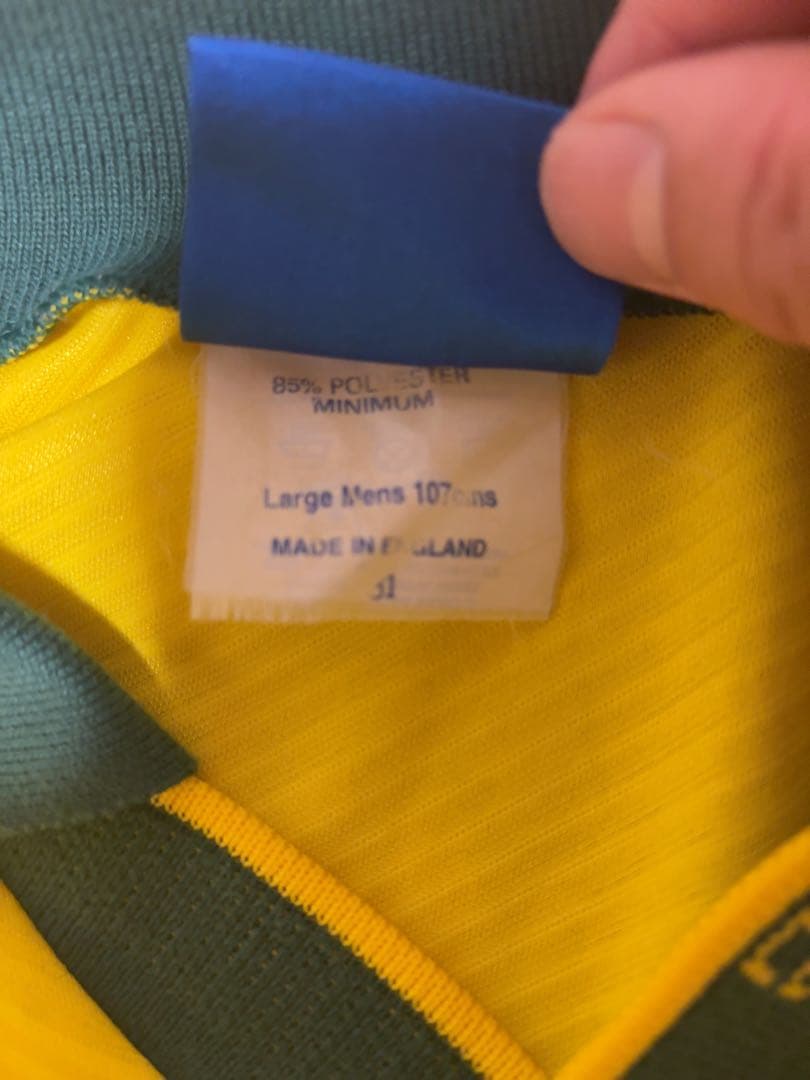 85% POLYESTER
MINIMUM
Large Mens 107cms
MADE IN ENGLAND